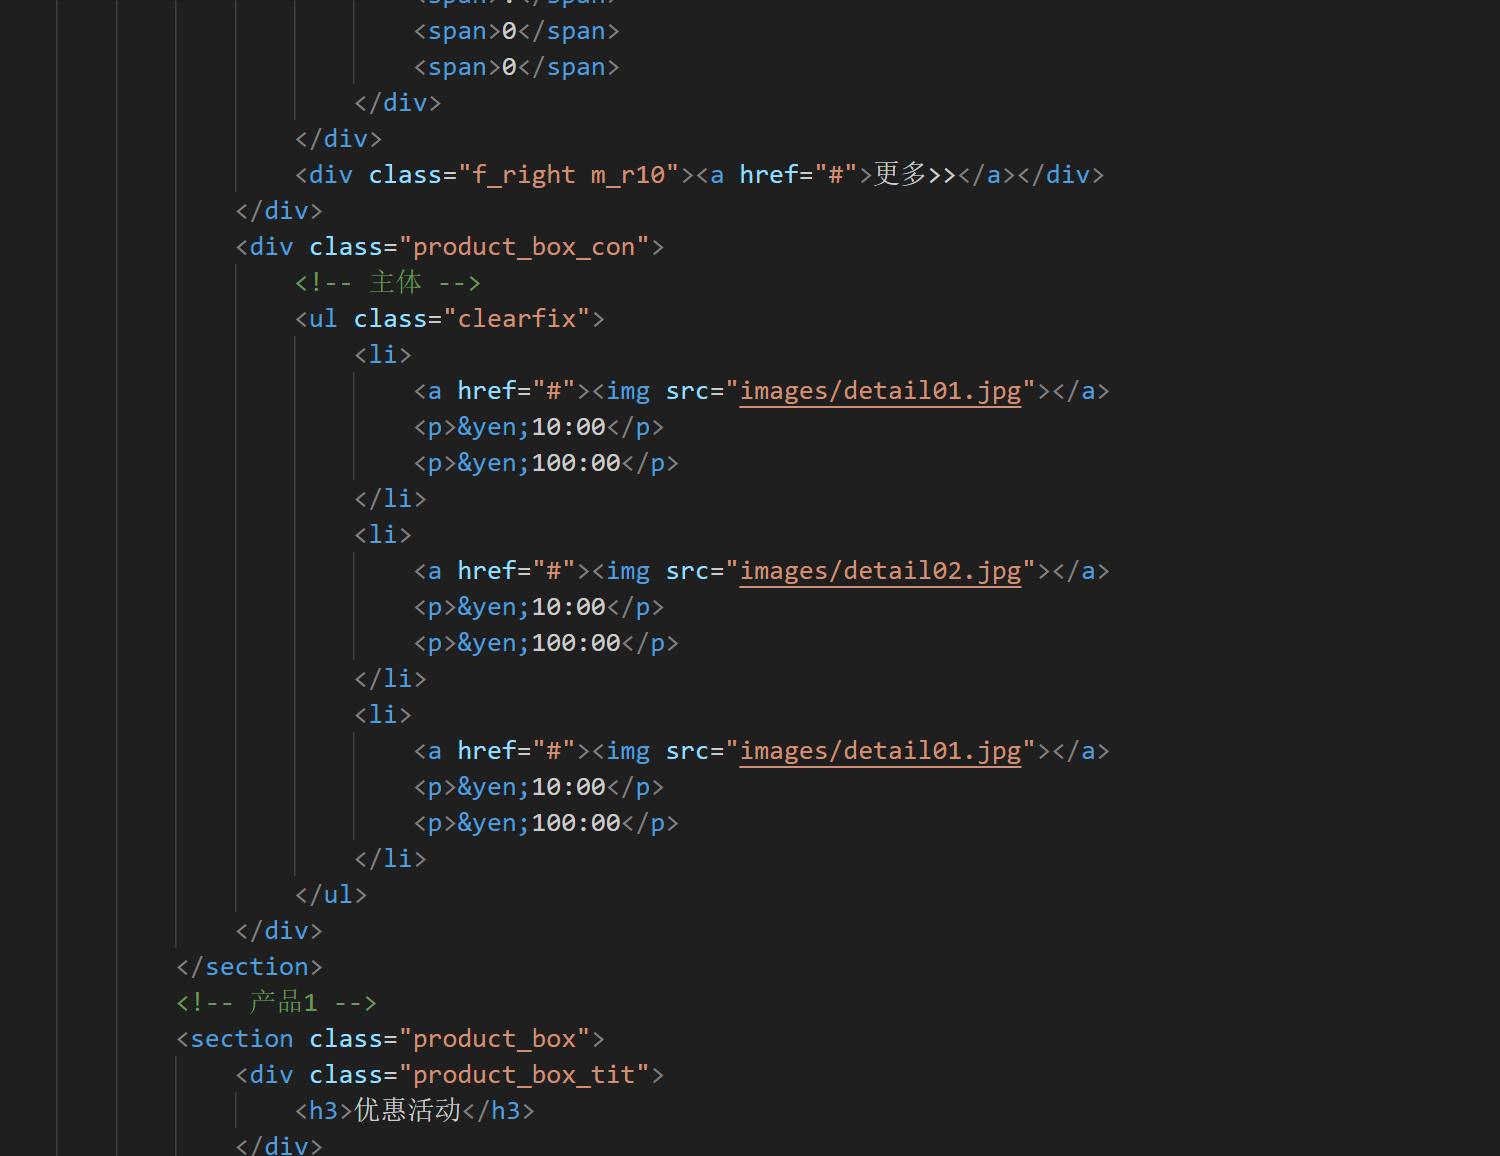 <span>0</span>
<span>0</span>
</div>
</div>
<div class="f_right m_r10"><a href="#">更多>></a></div>
</div>
<div class="product_box_con">
<!-- 主体 -->
<ul class="clearfix">
<li>
<a href="#"><img src="images/detail01.jpg"></a>
<p>&yen;10:00</p>
<p>&yen;100:00</p>
</li>
<li>
<a href="#"><img src="images/detail02.jpg"></a>
<p>&yen;10:00</p>
<p>&yen;100:00</p>
</li>
<li>
<a href="#"><img src="images/detail01.jpg"></a>
<p>&yen;10:00</p>
<p>&yen;100:00</p>
</li>
</ul>
</div>
</section>
<!-- 产品1 -->
<section class="product_box">
<div class="product_box_tit">
<h3>优惠活动</h3>
</div>